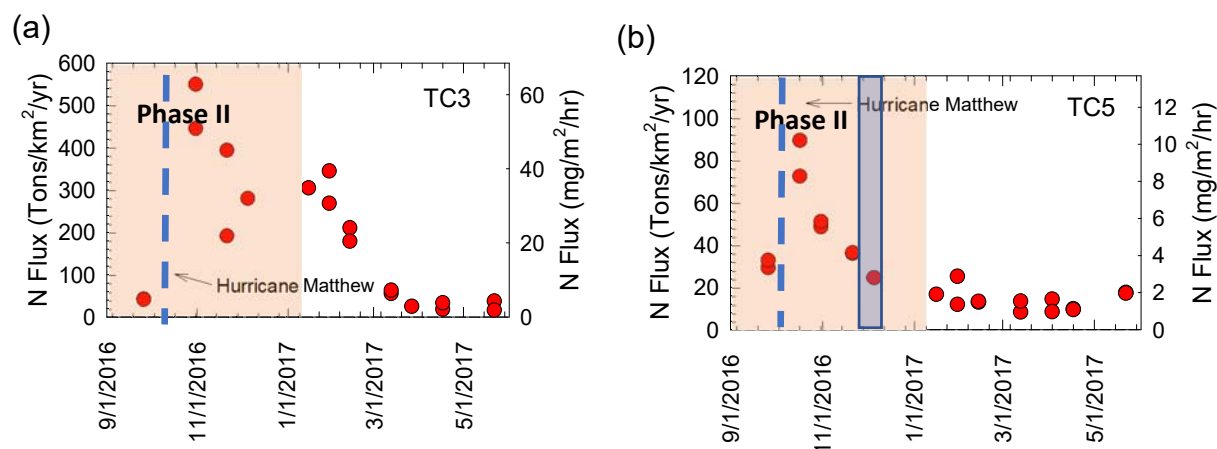 (a)
600
500
400
300
200
100
0
N Flux (Tons/km²/yr)
Phase II
Hurricane Matthew
TC3
60
40
20
0
N Flux (mg/m²/hr)
9/1/2016
11/1/2016
1/1/2017
3/1/2017
5/1/2017
(b)
120
100
80
60
40
20
0
N Flux (Tons/km²/yr)
Phase II
Hurricane Matthew
TC5
12
10
8
6
4
2
0
N Flux (mg/m²/hr)
9/1/2016
11/1/2016
1/1/2017
3/1/2017
5/1/2017